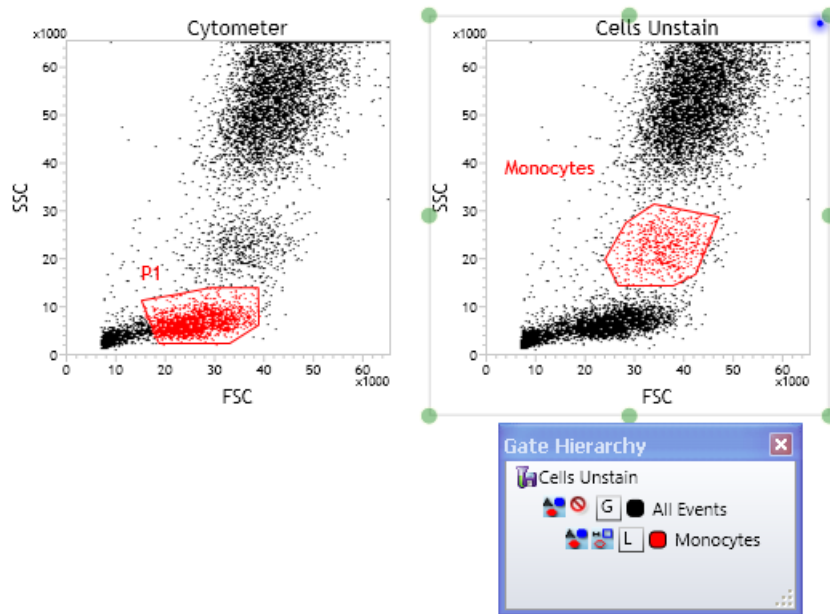 Cytometer
x1000
60
50
40
30
20
10
0
SSC
P1
0 10 20 30 40 50 60
x1000
FSC
Cells Unstain
x1000
60
50
40
30
20
10
0
SSC
Monocytes
0 10 20 30 40 50 60
x1000
FSC
Gate Hierarchy
Cells Unstain
G All Events
L Monocytes